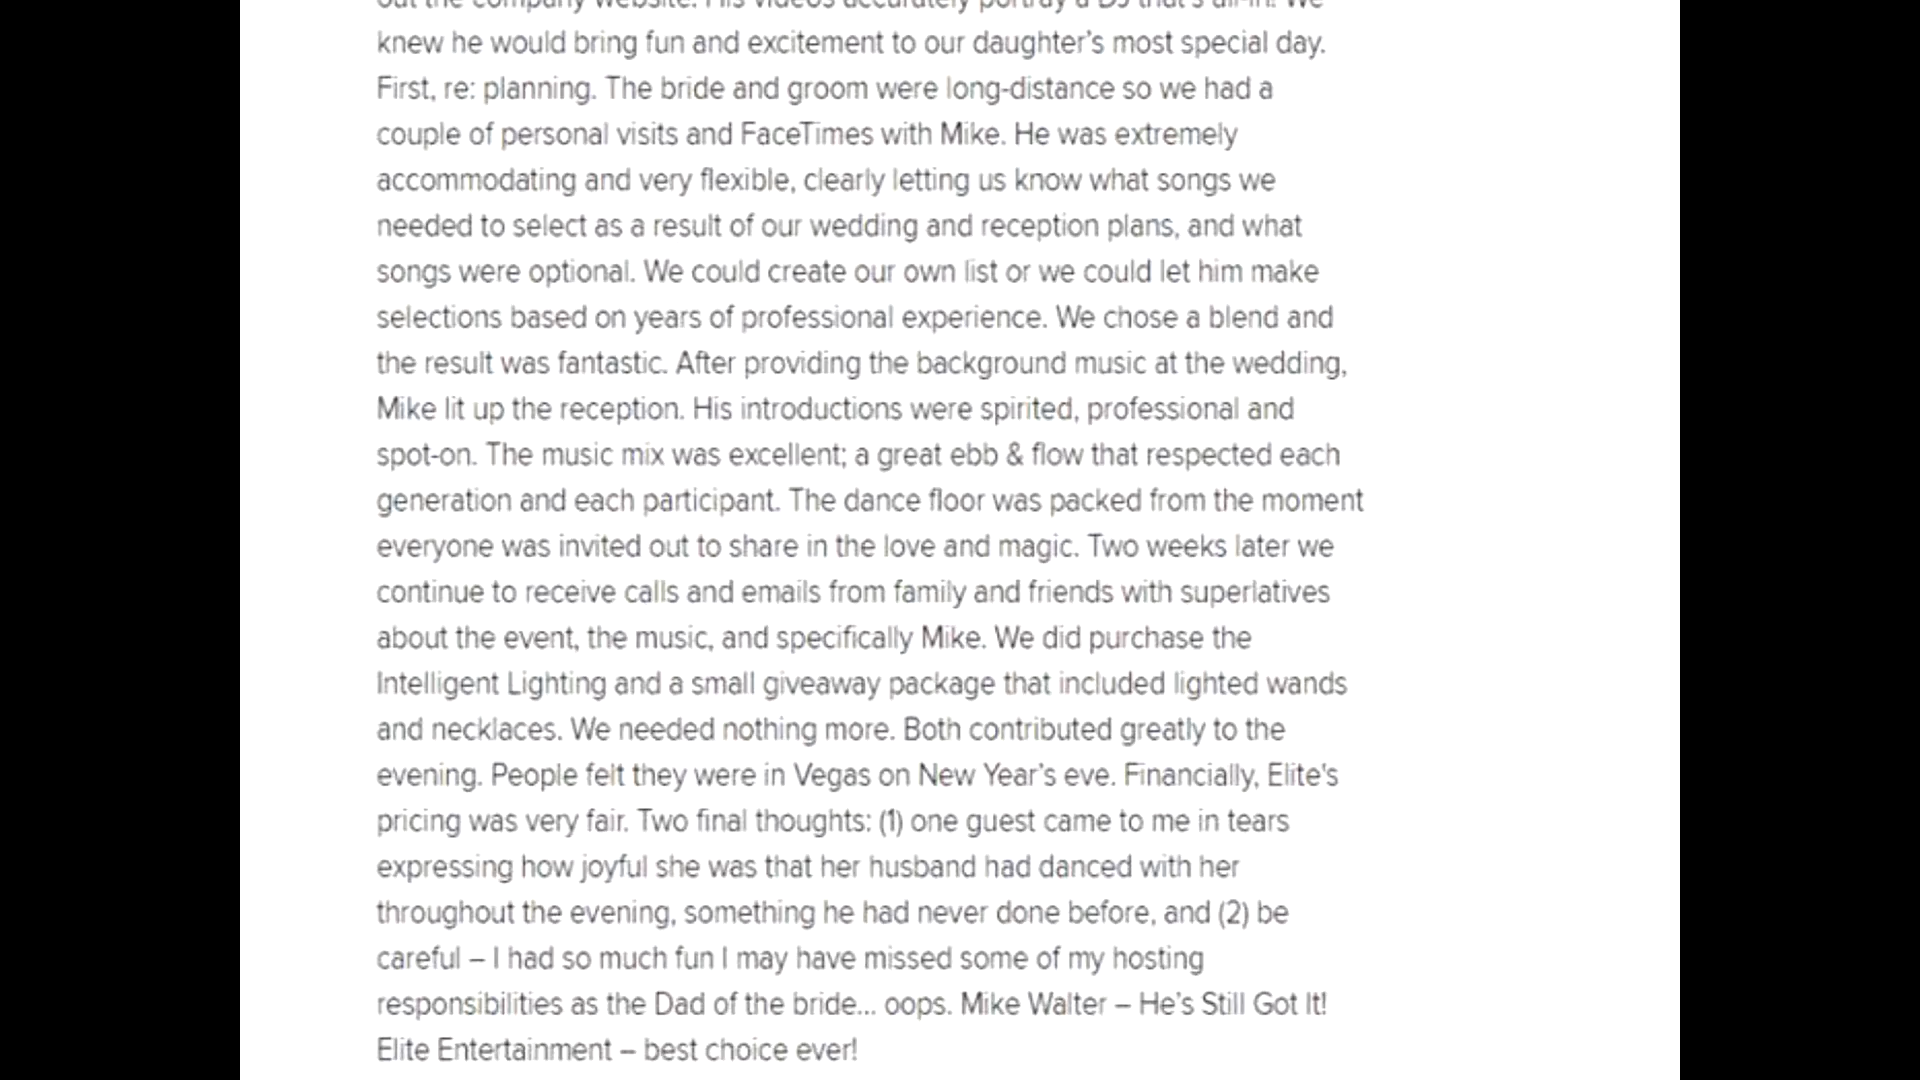 out the company website. His videos accurately portray a DJ that's all-in! We
knew he would bring fun and excitement to our daughter's most special day.
First, re: planning. The bride and groom were long-distance so we had a
couple of personal visits and FaceTimes with Mike. He was extremely
accommodating and very flexible, clearly letting us know what songs we
needed to select as a result of our wedding and reception plans, and what
songs were optional. We could create our own list or we could let him make
selections based on years of professional experience. We chose a blend and
the result was fantastic. After providing the background music at the wedding,
Mike lit up the reception. His introductions were spirited, professional and
spot-on. The music mix was excellent; a great ebb & flow that respected each
generation and each participant. The dance floor was packed from the moment
everyone was invited out to share in the love and magic. Two weeks later we
continue to receive calls and emails from family and friends with superlatives
about the event, the music, and specifically Mike. We did purchase the
Intelligent Lighting and a small giveaway package that included lighted wands
and necklaces. We needed nothing more. Both contributed greatly to the
evening. People felt they were in Vegas on New Year's eve. Financially, Elite's
pricing was very fair. Two final thoughts: (1) one guest came to me in tears
expressing how joyful she was that her husband had danced with her
throughout the evening, something he had never done before, and (2) be
careful – I had so much fun I may have missed some of my hosting
responsibilities as the Dad of the bride... oops. Mike Walter – He's Still Got It!
Elite Entertainment – best choice ever!